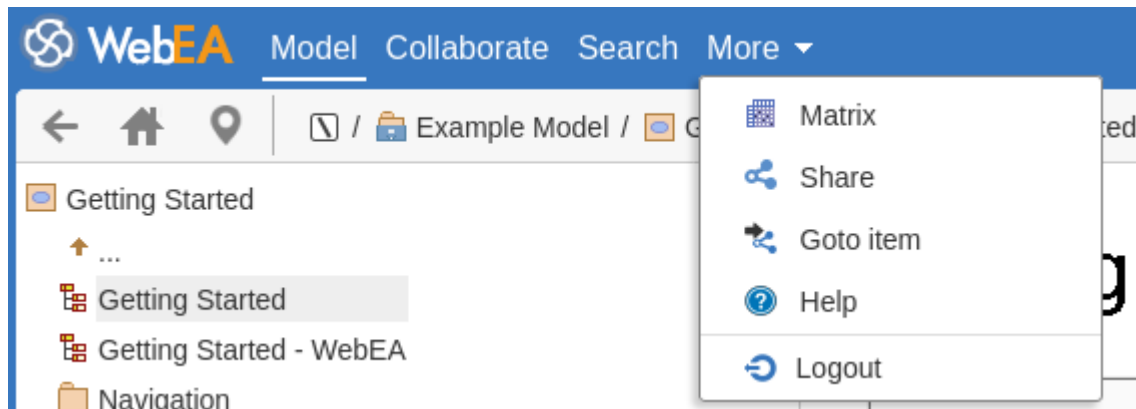 WebEA Model Collaborate Search More
/ Example Model / G
Matrix
Share
Goto item
Help
Logout
Getting Started
...
Getting Started
Getting Started - WebEA
Navigation